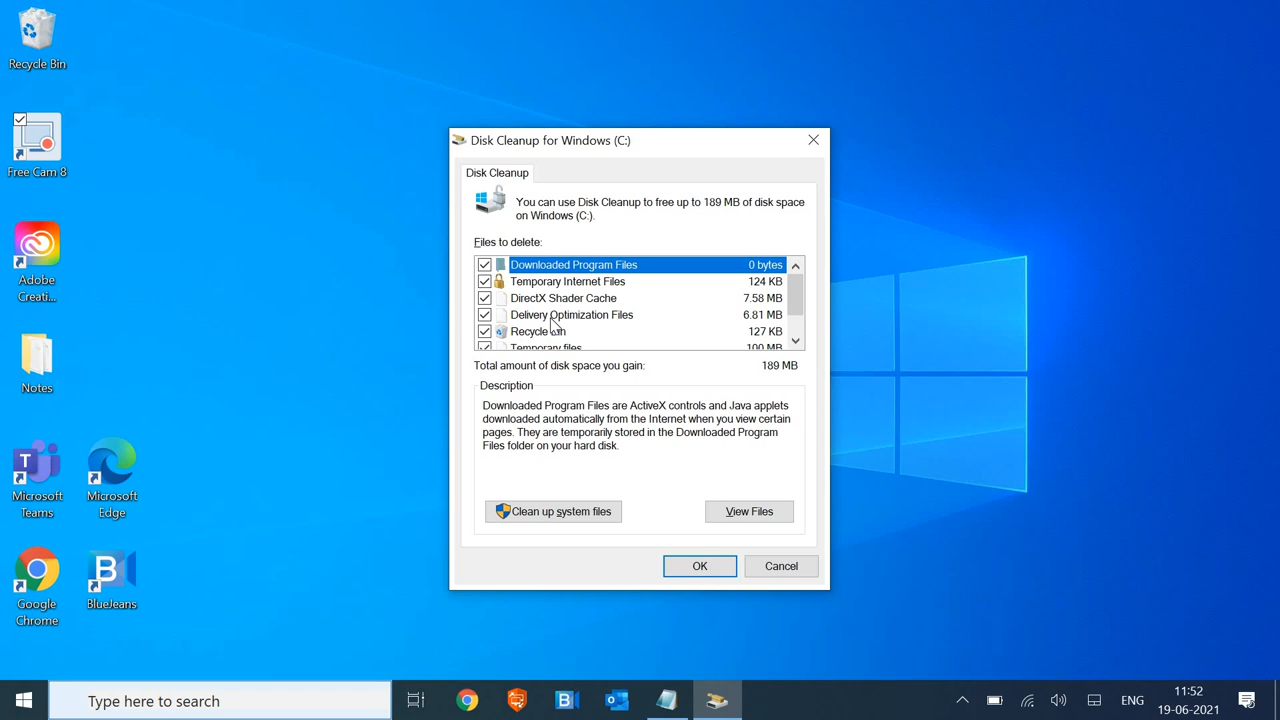 Recycle Bin
Free Cam 8
Adobe
Creati...
Notes
Microsoft
Teams
Microsoft
Edge
Google
Chrome
BlueJeans
Disk Cleanup for Windows (C:)
Disk Cleanup
You can use Disk Cleanup to free up to 189 MB of disk space
on Windows (C:).
Files to delete:
Downloaded Program Files 0 bytes
Temporary Internet Files 124 KB
DirectX Shader Cache 7.58 MB
Delivery Optimization Files 6.81 MB
Recycle Bin 127 KB
Temporary files 100 MB
Total amount of disk space you gain: 189 MB
Description
Downloaded Program Files are ActiveX controls and Java applets
downloaded automatically from the Internet when you view certain
pages. They are temporarily stored in the Downloaded Program
Files folder on your hard disk.
Clean up system files View Files
OK Cancel
Type here to search
ENG
11:52
19-06-2021